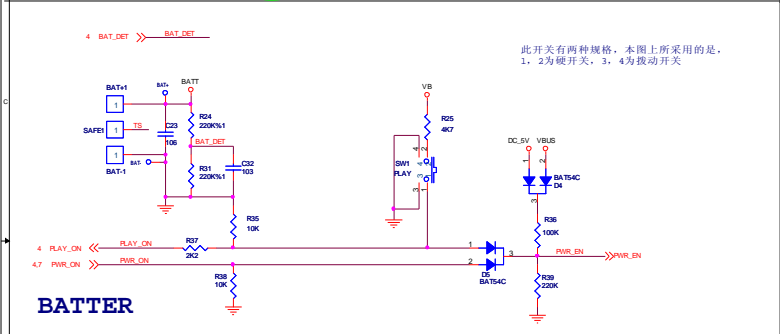 4 BAT_DET BAT_DET
此开关有两种规格，本图上所采用的是，
1，2为硬开关，3，4为拨动开关
BAT+1 BAT+ BATT VB
1
R24
220K%1
R25
4K7
C
SAFE1 1 TS
C23
106
BAT_DET
DC_5V VBUS
4 2
1 2
BAT-1 1 BAT-
R31
220K%1
C32
103
SW1
PLAY
4 2
3 1
BAT54C
D4
3 1
3
R35
10K
R36
100K
4 PLAY_ON PLAY_ON
R37
2K2
1
3
4,7 PWR_ON PWR_ON
2
PWR_EN PWR_EN
R38
10K
D5
BAT54C
R39
220K
BATTER